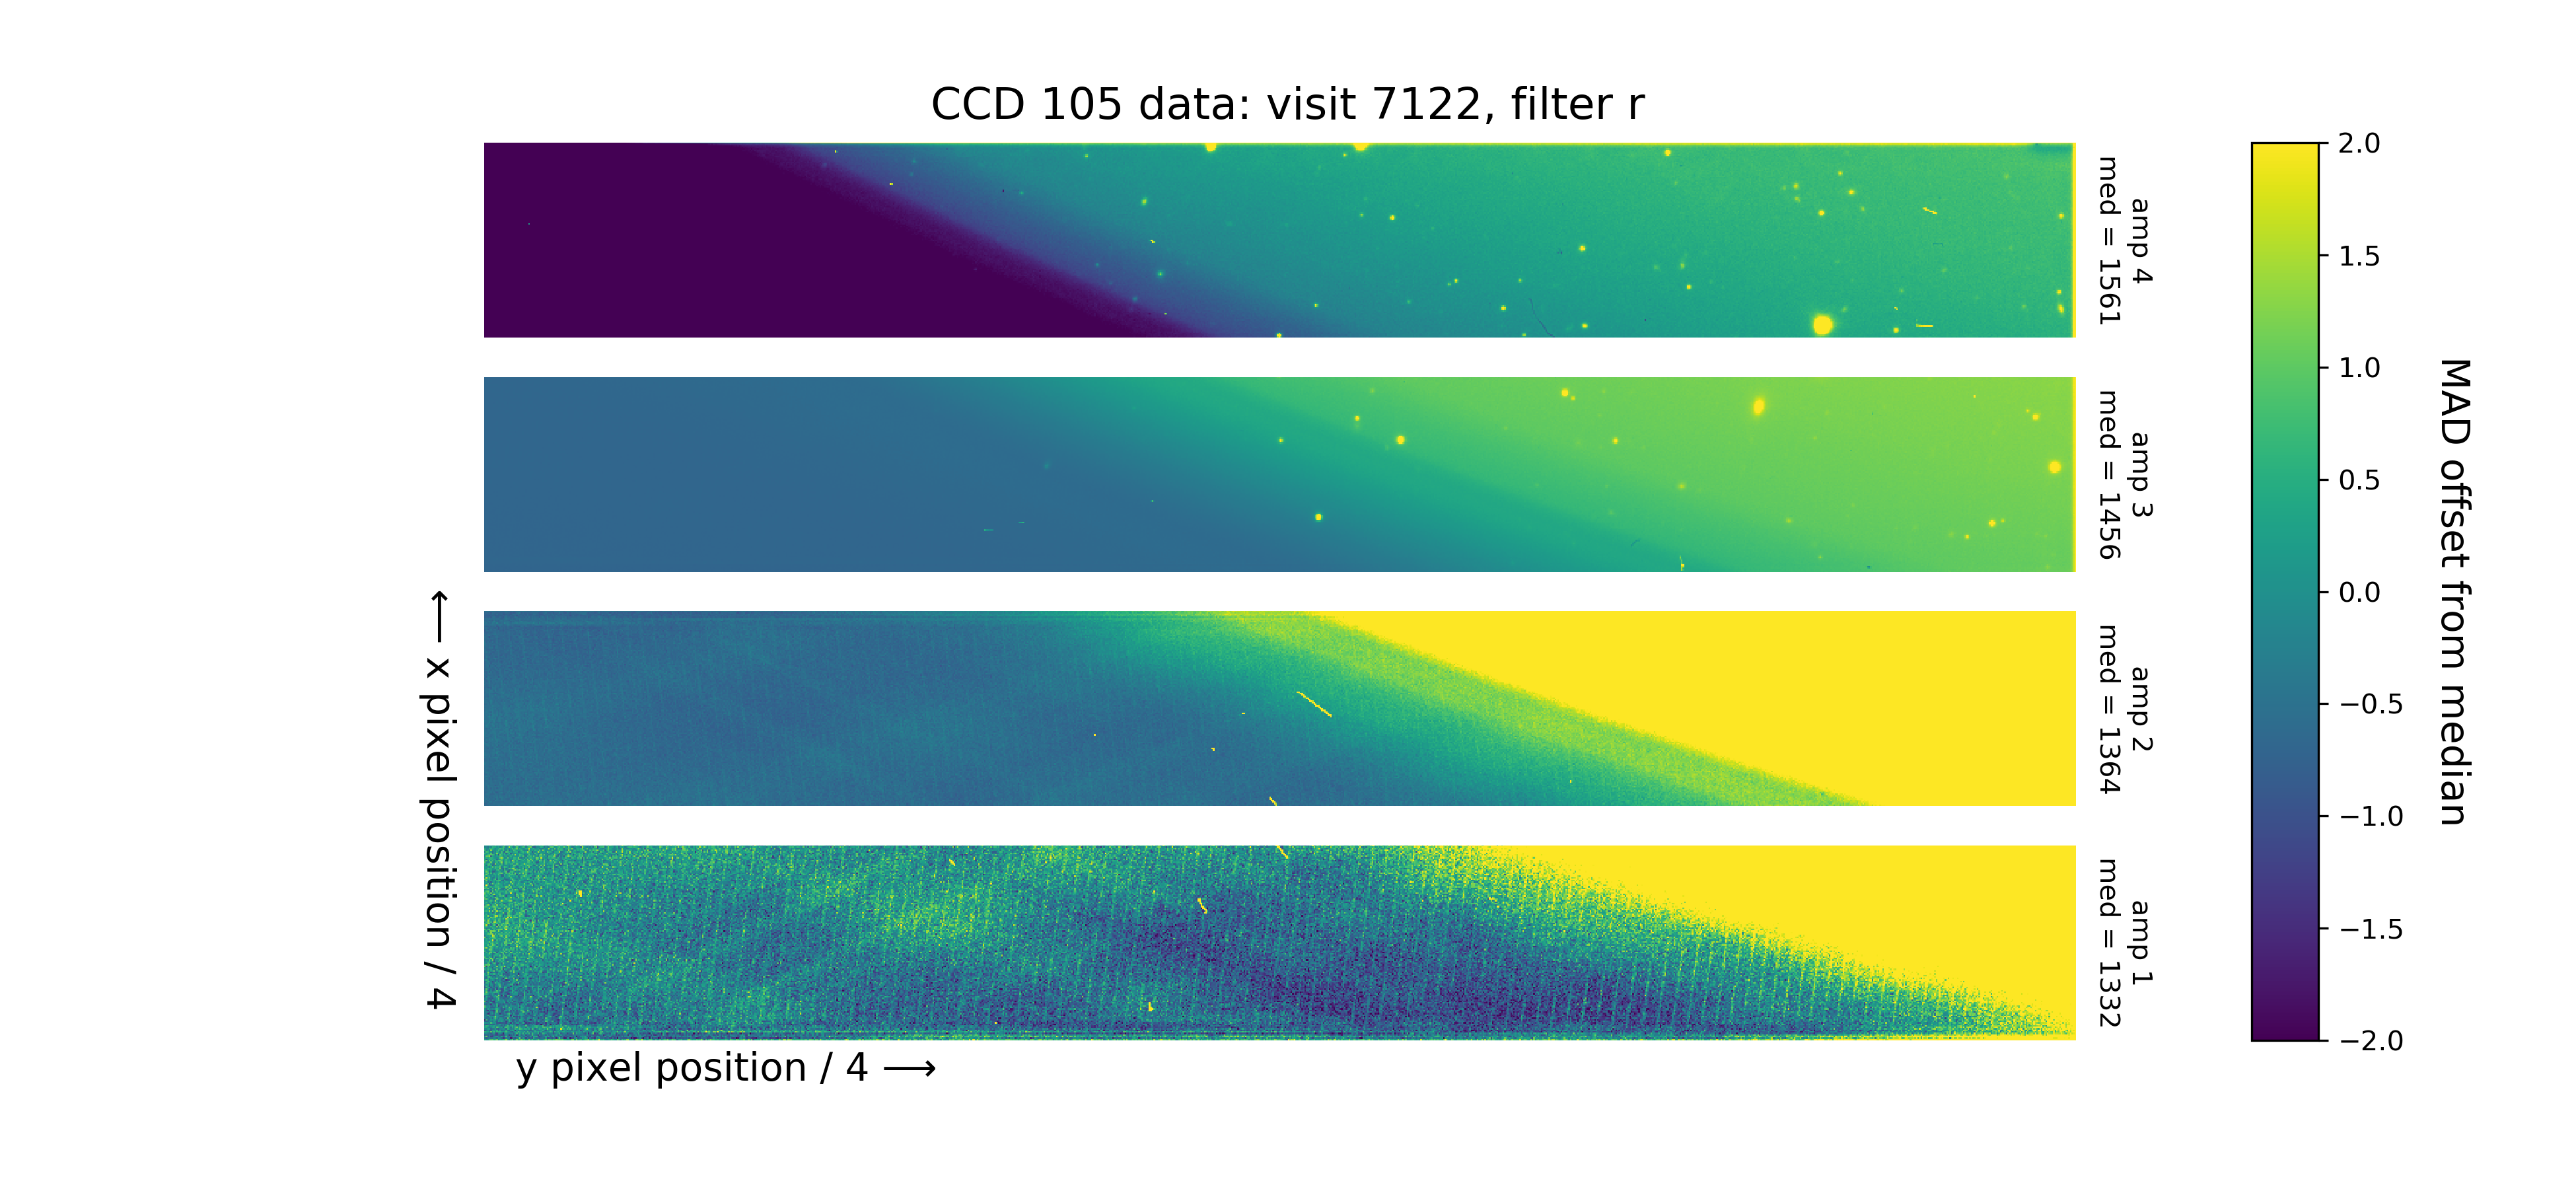 CCD 105 data: visit 7122, filter r
amp 4
med = 1561
amp 3
med = 1456
amp 2
med = 1364
amp 1
med = 1332
⟵ x pixel position / 4
y pixel position / 4 ⟶
2.0
1.5
1.0
0.5
0.0
−0.5
−1.0
−1.5
−2.0
MAD offset from median